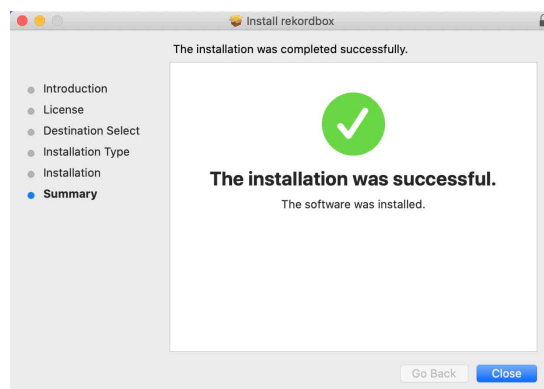 Install rekordbox
The installation was completed successfully.
Introduction
License
Destination Select
Installation Type
Installation
Summary
The installation was successful.
The software was installed.
Go Back
Close